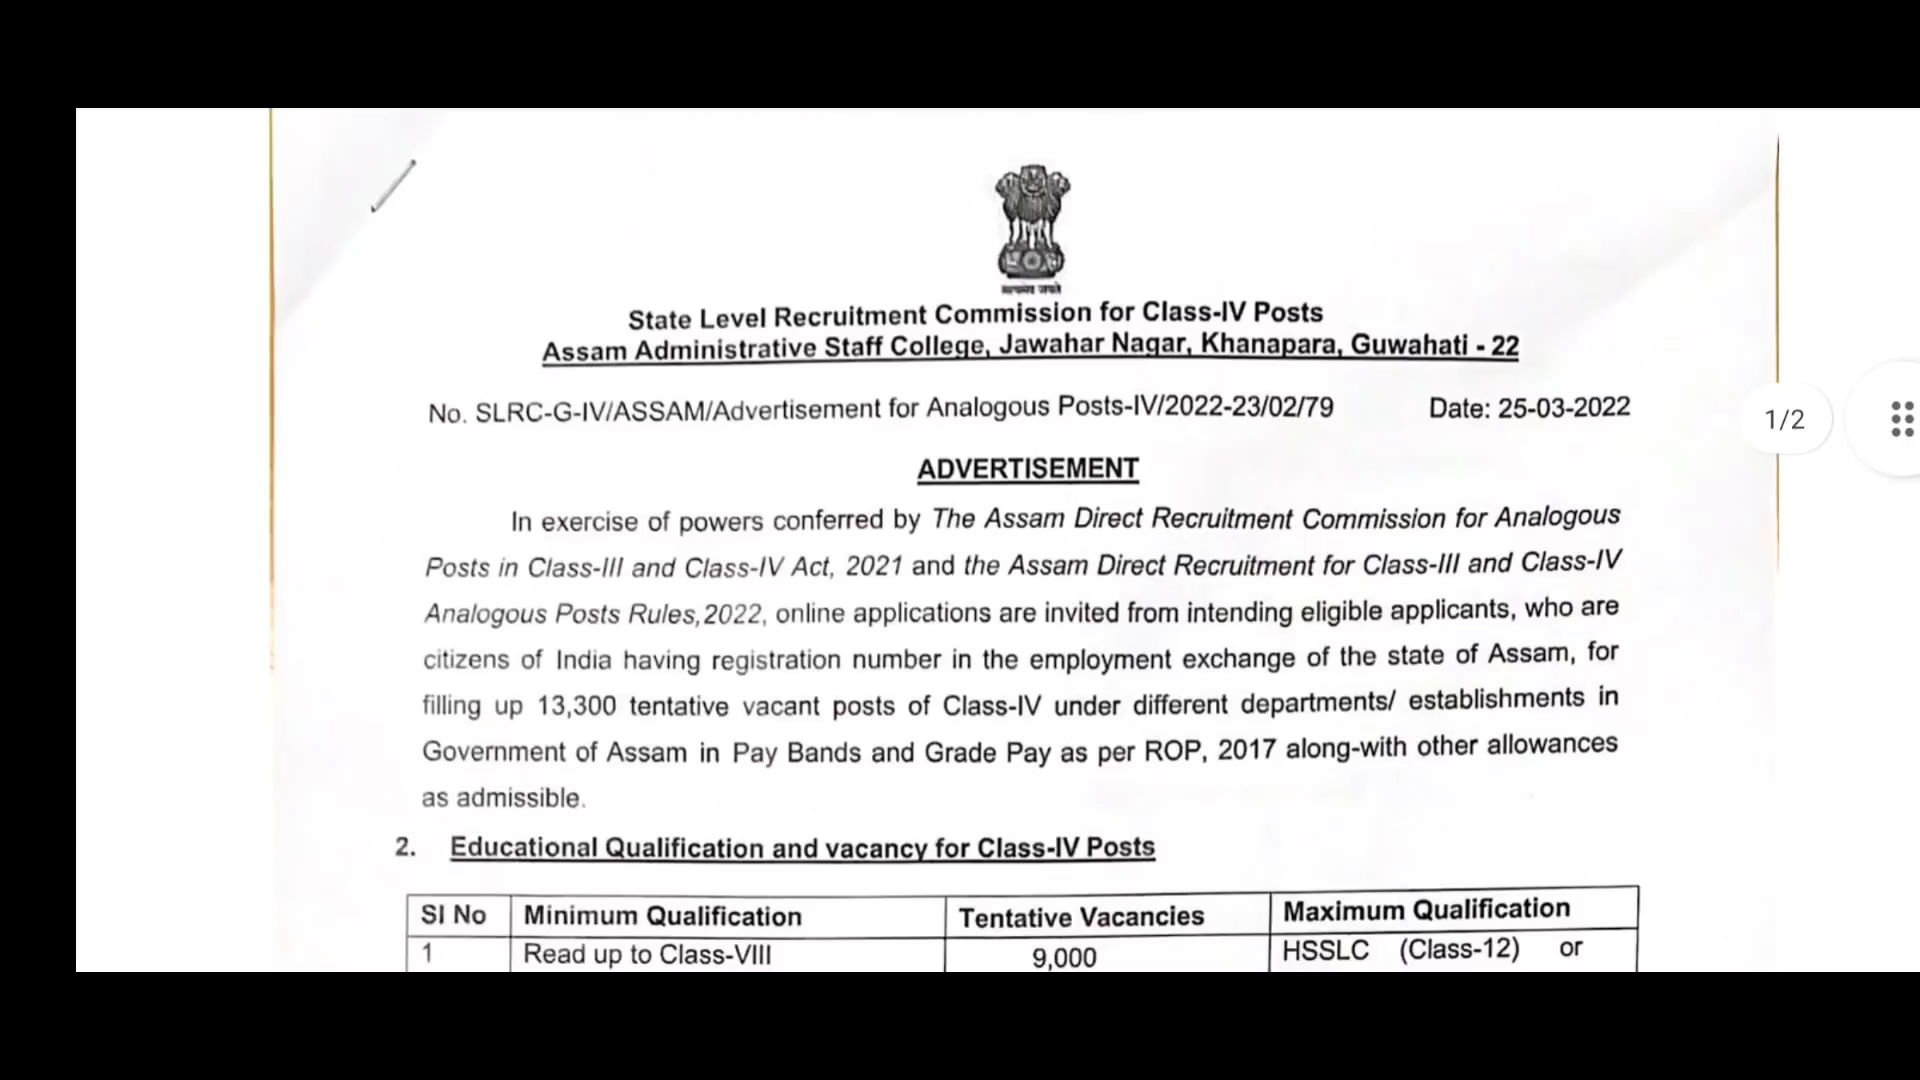 State Level Recruitment Commission for Class-IV Posts
Assam Administrative Staff College, Jawahar Nagar, Khanapara, Guwahati - 22
No. SLRC-G-IV/ASSAM/Advertisement for Analogous Posts-IV/2022-23/02/79 Date: 25-03-2022
1/2
ADVERTISEMENT
In exercise of powers conferred by The Assam Direct Recruitment Commission for Analogous
Posts in Class-III and Class-IV Act, 2021 and the Assam Direct Recruitment for Class-III and Class-IV
Analogous Posts Rules,2022, online applications are invited from intending eligible applicants, who are
citizens of India having registration number in the employment exchange of the state of Assam, for
filling up 13,300 tentative vacant posts of Class-IV under different departments/ establishments in
Government of Assam in Pay Bands and Grade Pay as per ROP, 2017 along-with other allowances
as admissible.
2. Educational Qualification and vacancy for Class-IV Posts
SI No Minimum Qualification Tentative Vacancies Maximum Qualification
1 Read up to Class-VIII 9,000 HSSLC (Class-12) or